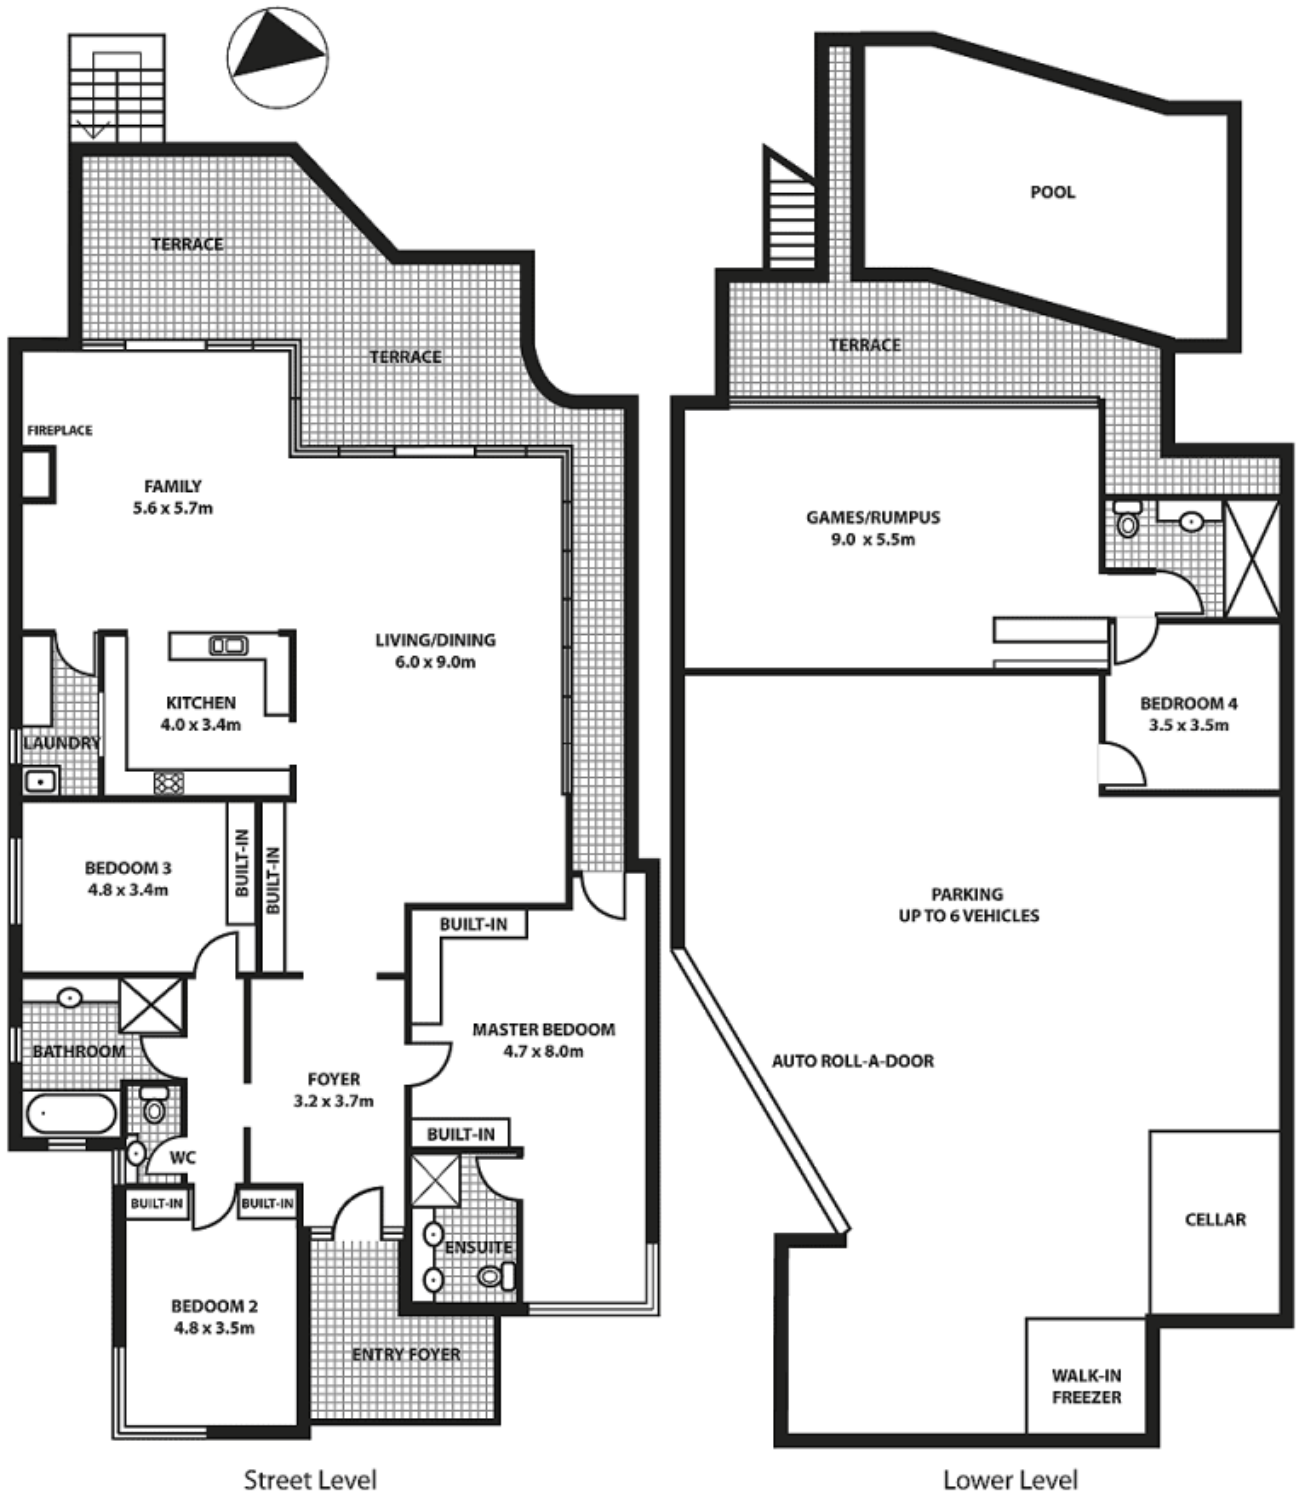 TERRACE
TERRACE
FIREPLACE
FAMILY
5.6 x 5.7m
LIVING/DINING
6.0 x 9.0m
KITCHEN
4.0 x 3.4m
LAUNDRY
BEDOOM 3
4.8 x 3.4m
BUILT-IN
BUILT-IN
BUILT-IN
MASTER BEDOOM
4.7 x 8.0m
BATHROOM
FOYER
3.2 x 3.7m
BUILT-IN
WC
BUILT-IN
BUILT-IN
ENSUITE
BEDOOM 2
4.8 x 3.5m
ENTRY FOYER
Street Level
POOL
TERRACE
GAMES/RUMPUS
9.0 x 5.5m
BEDROOM 4
3.5 x 3.5m
PARKING
UP TO 6 VEHICLES
AUTO ROLL-A-DOOR
CELLAR
WALK-IN
FREEZER
Lower Level